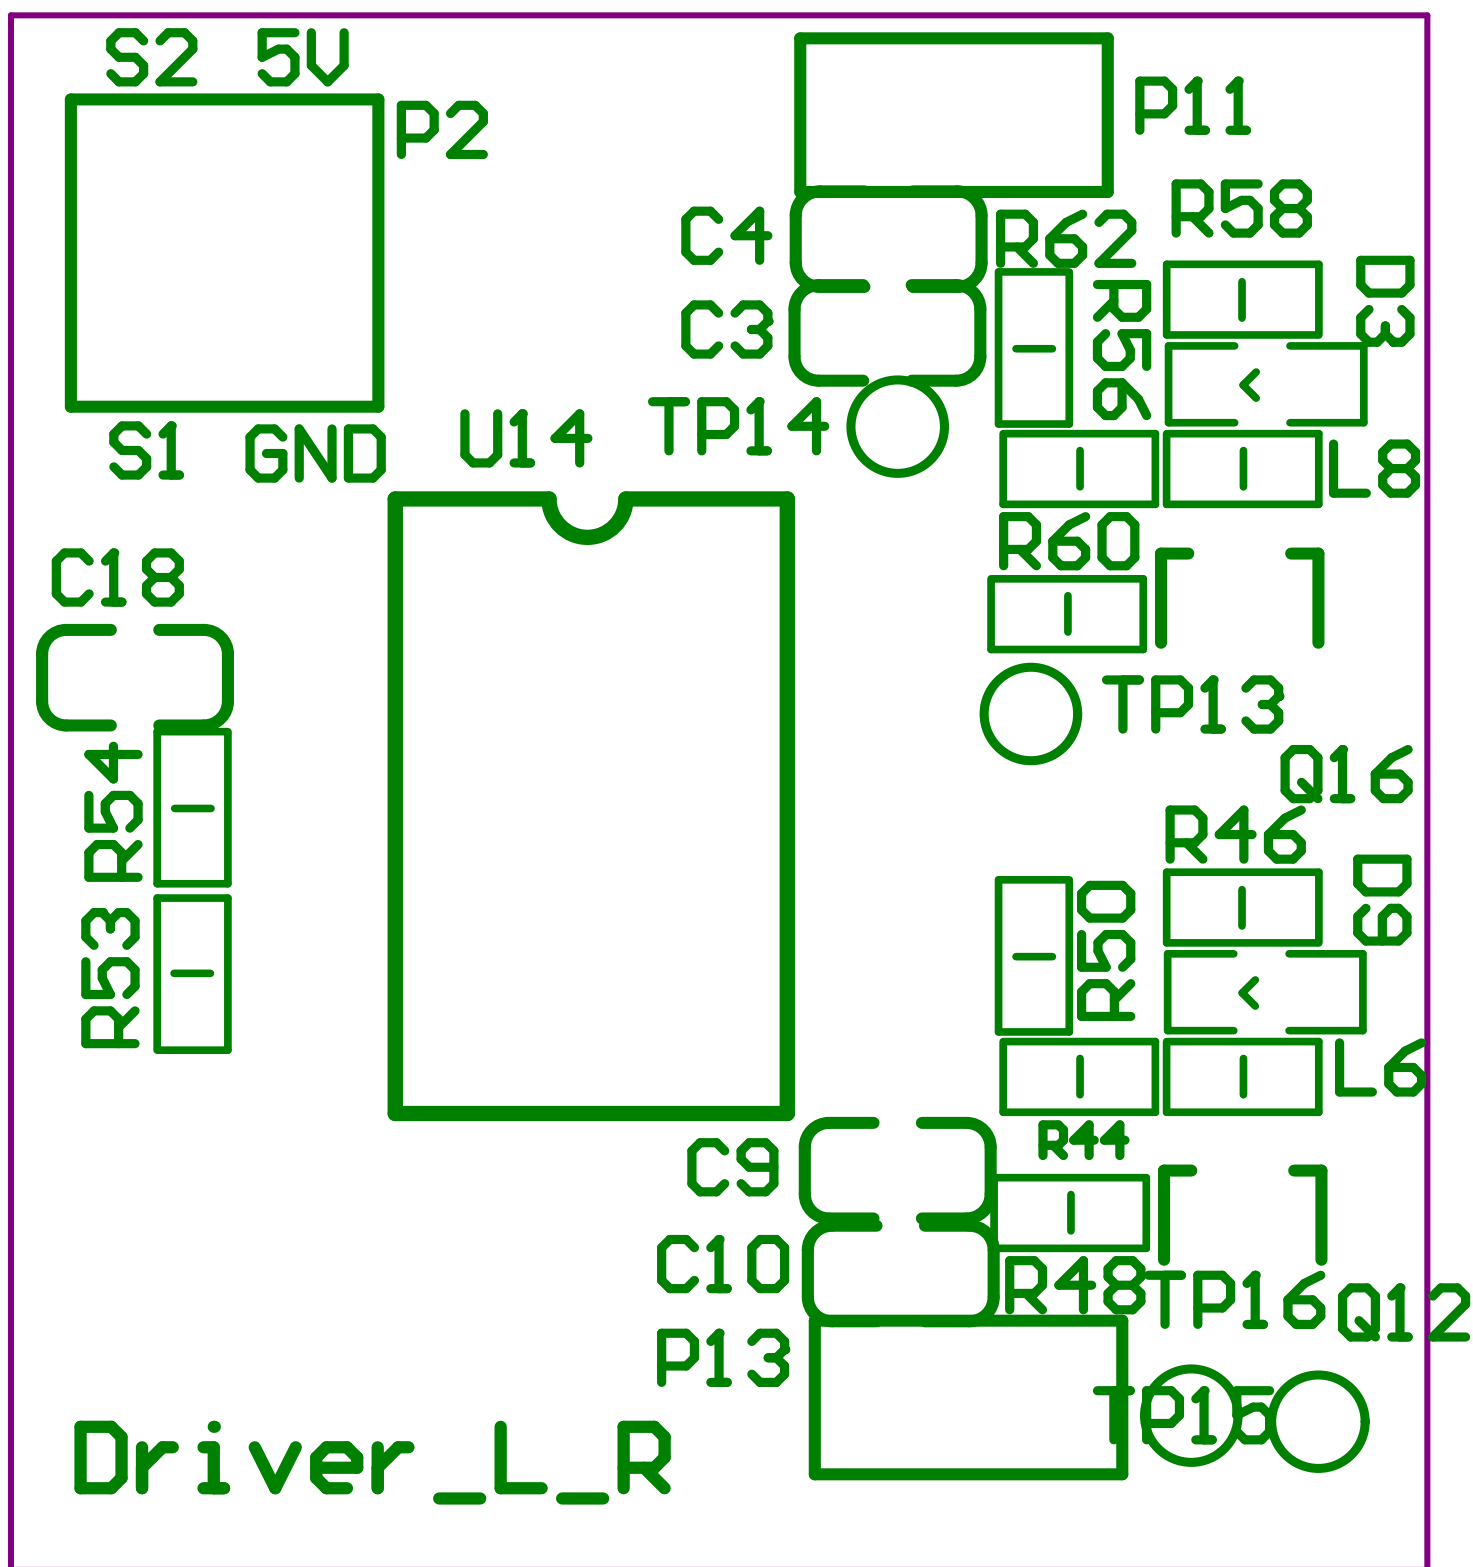 S2 5V
P2
P11
R58
C4
R62
D3
R56
C3
TP14
U14
S1 GND
L8
R60
C18
TP13
Q16
R54
R46
D9
R50
R53
L6
R44
C9
C10
R48
TP16
Q12
P13
TP15
Driver_L_R